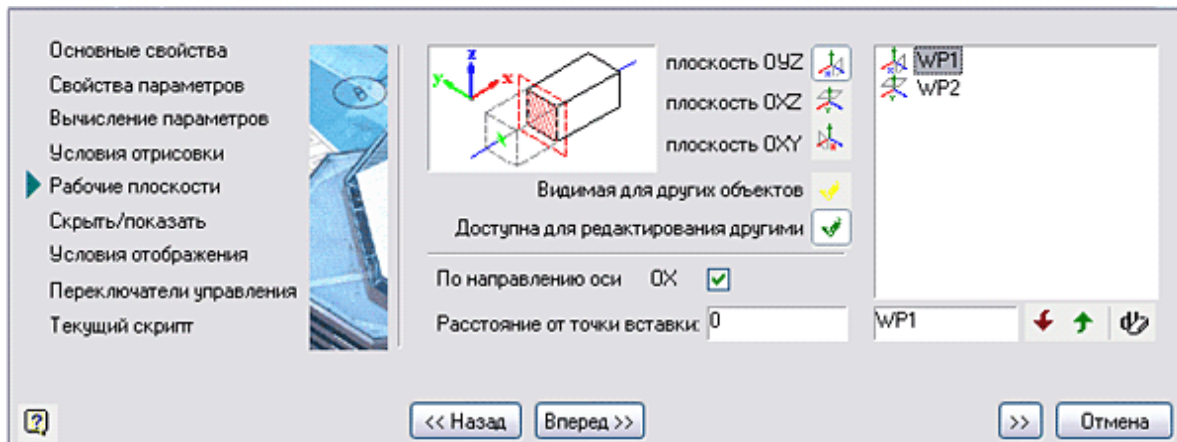 Основные свойства
Свойства параметров
Вычисление параметров
Условия отрисовки
Рабочие плоскости
Скрыть/показать
Условия отображения
Переключатели управления
Текущий скрипт
z
y
x
плоскость OYZ
плоскость OXZ
плоскость OXY
Видимая для других объектов
Доступна для редактирования другими
По направлению оси OX
Расстояние от точки вставки: 0
WP1
WP2
WP1
<< Назад
Вперед >>
>>
Отмена